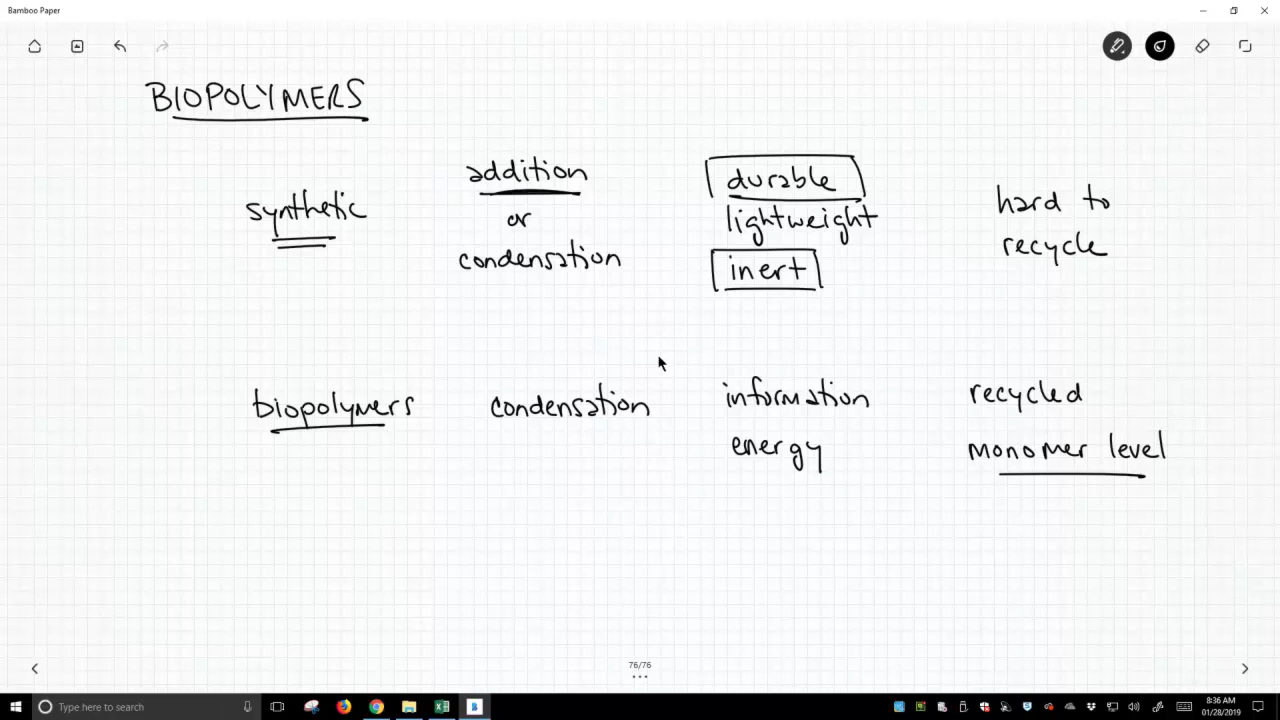 Bamboo Paper
BIOPOLYMERS
synthetic
addition
or
condensation
durable
lightweight
inert
hard to
recycle
biopolymers
condensation
information
energy
recycled
monomer level
76/76
Type here to search
8:36 AM
01/28/2019